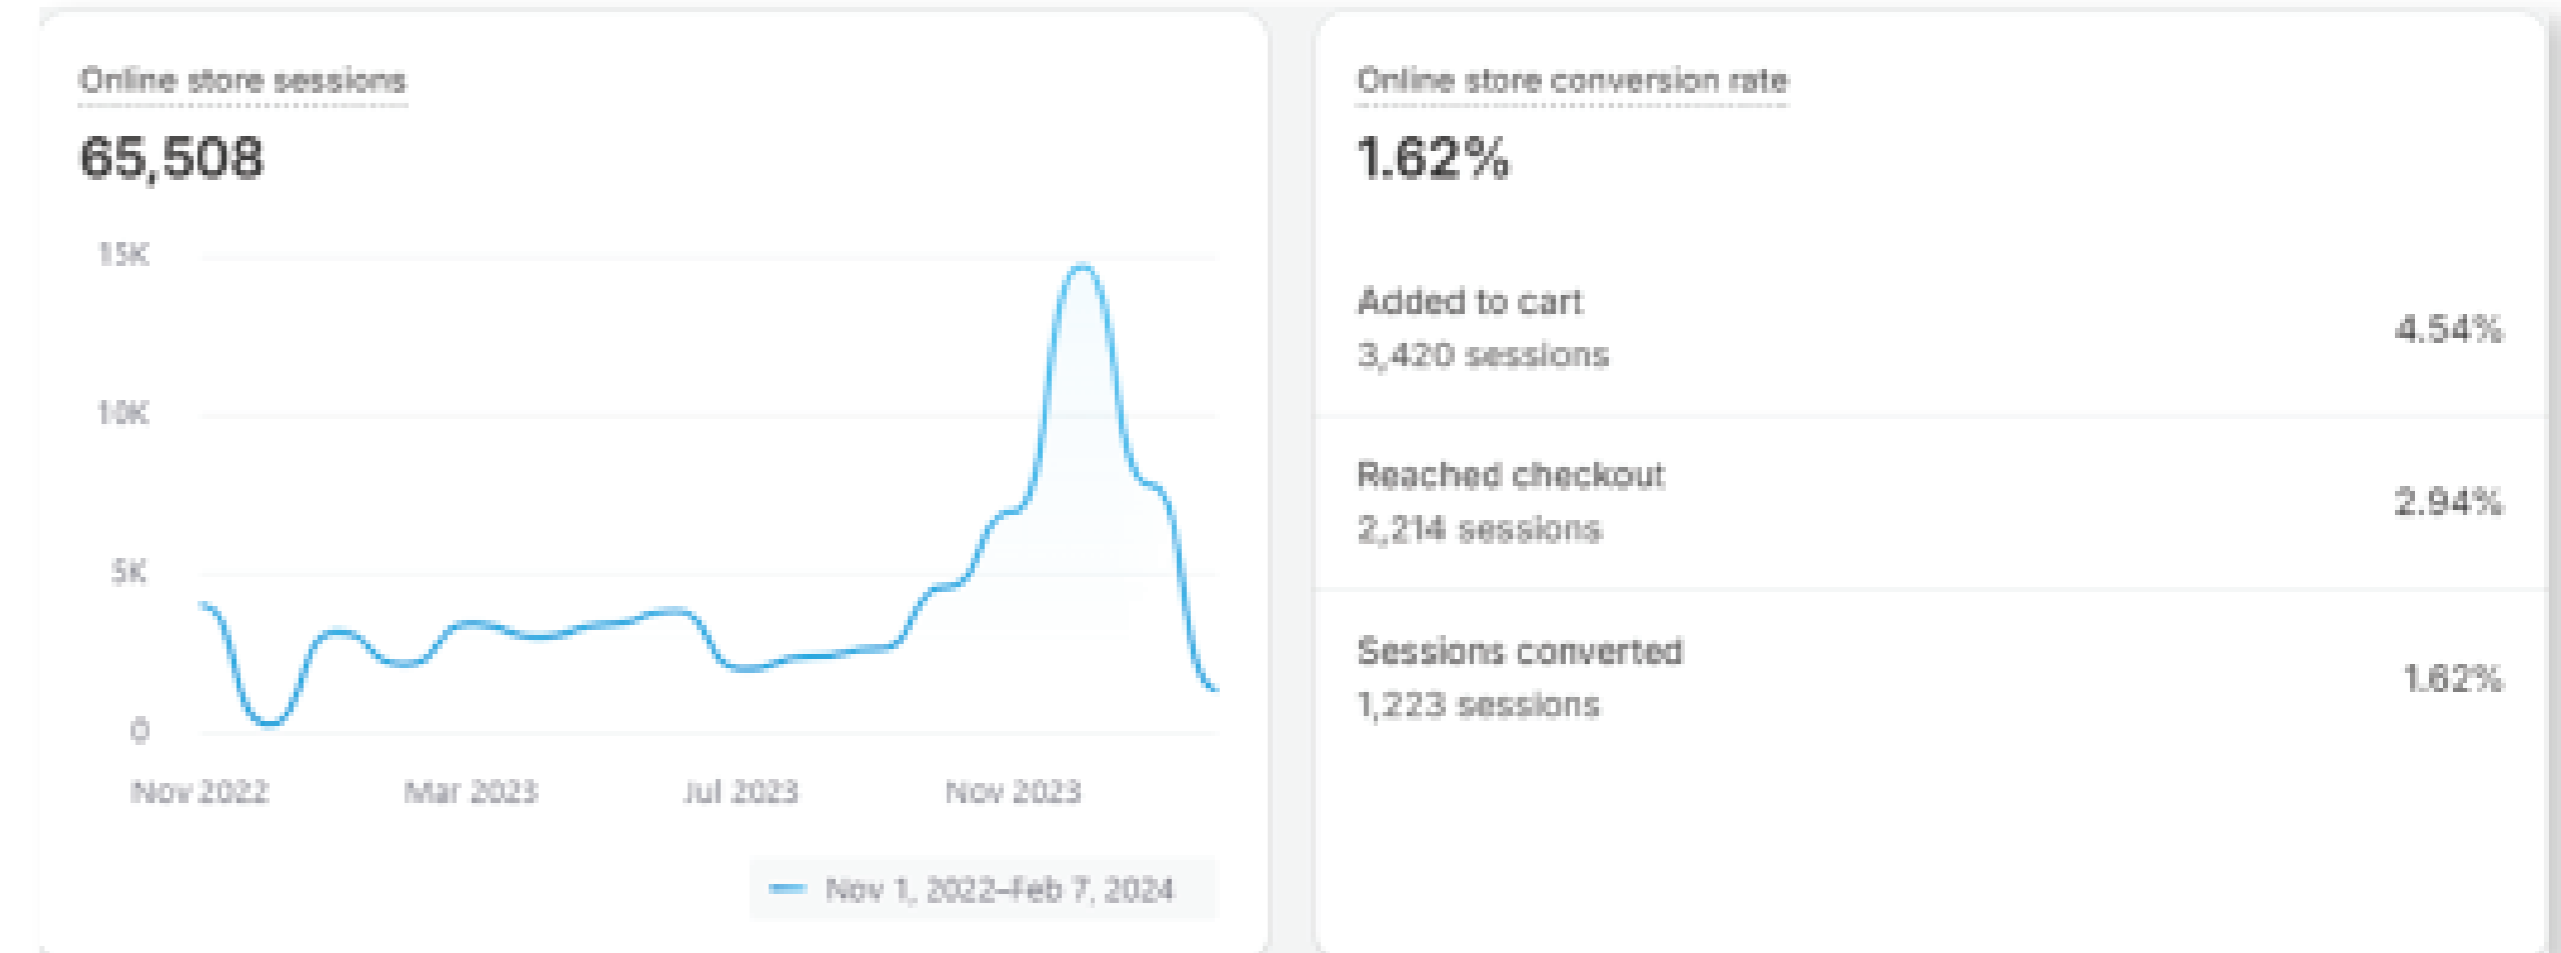 Online store sessions
65,508
15K
10K
5K
0
Nov 2022 Mar 2023 Jul 2023 Nov 2023
Nov 1, 2022–Feb 7, 2024
Online store conversion rate
1.62%
Added to cart
3,420 sessions
4.54%
Reached checkout
2,214 sessions
2.94%
Sessions converted
1,223 sessions
1.62%